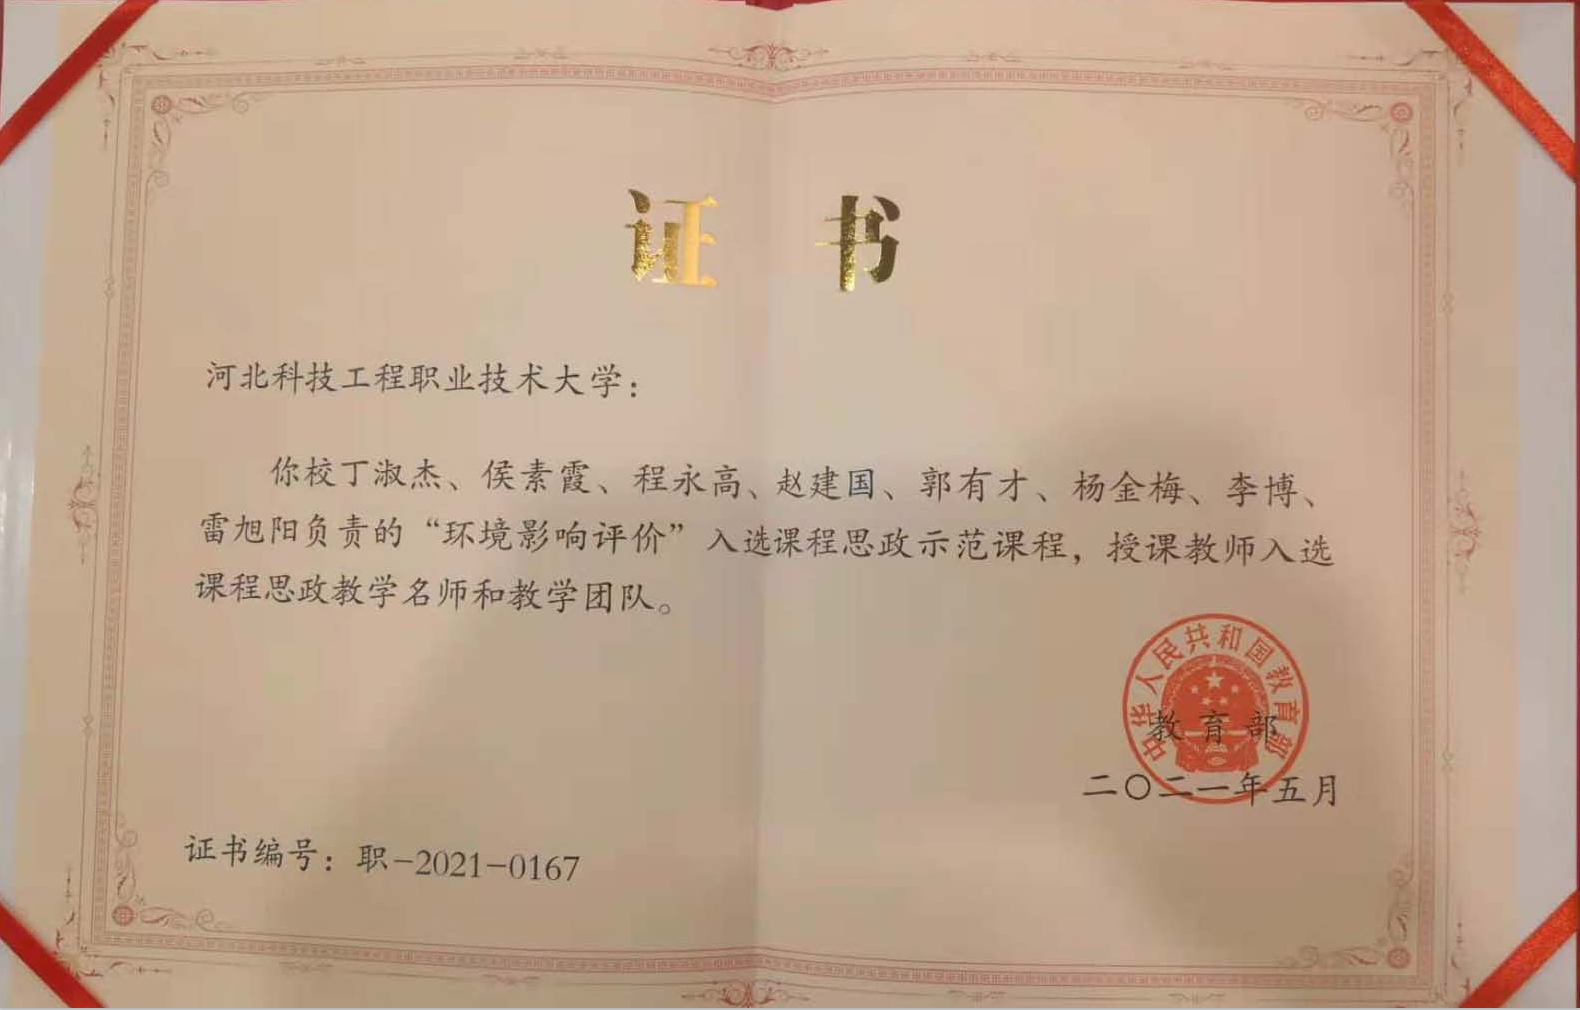 证书
河北科技工程职业技术大学：
你校丁淑杰、侯素霞、程永高、赵建国、郭有才、杨金梅、李博、
雷旭阳负责的“环境影响评价”入选课程思政示范课程，授课教师入选
课程思政教学名师和教学团队。
中华人民共和国教育部
教育部
二〇二一年五月
证书编号：职-2021-0167